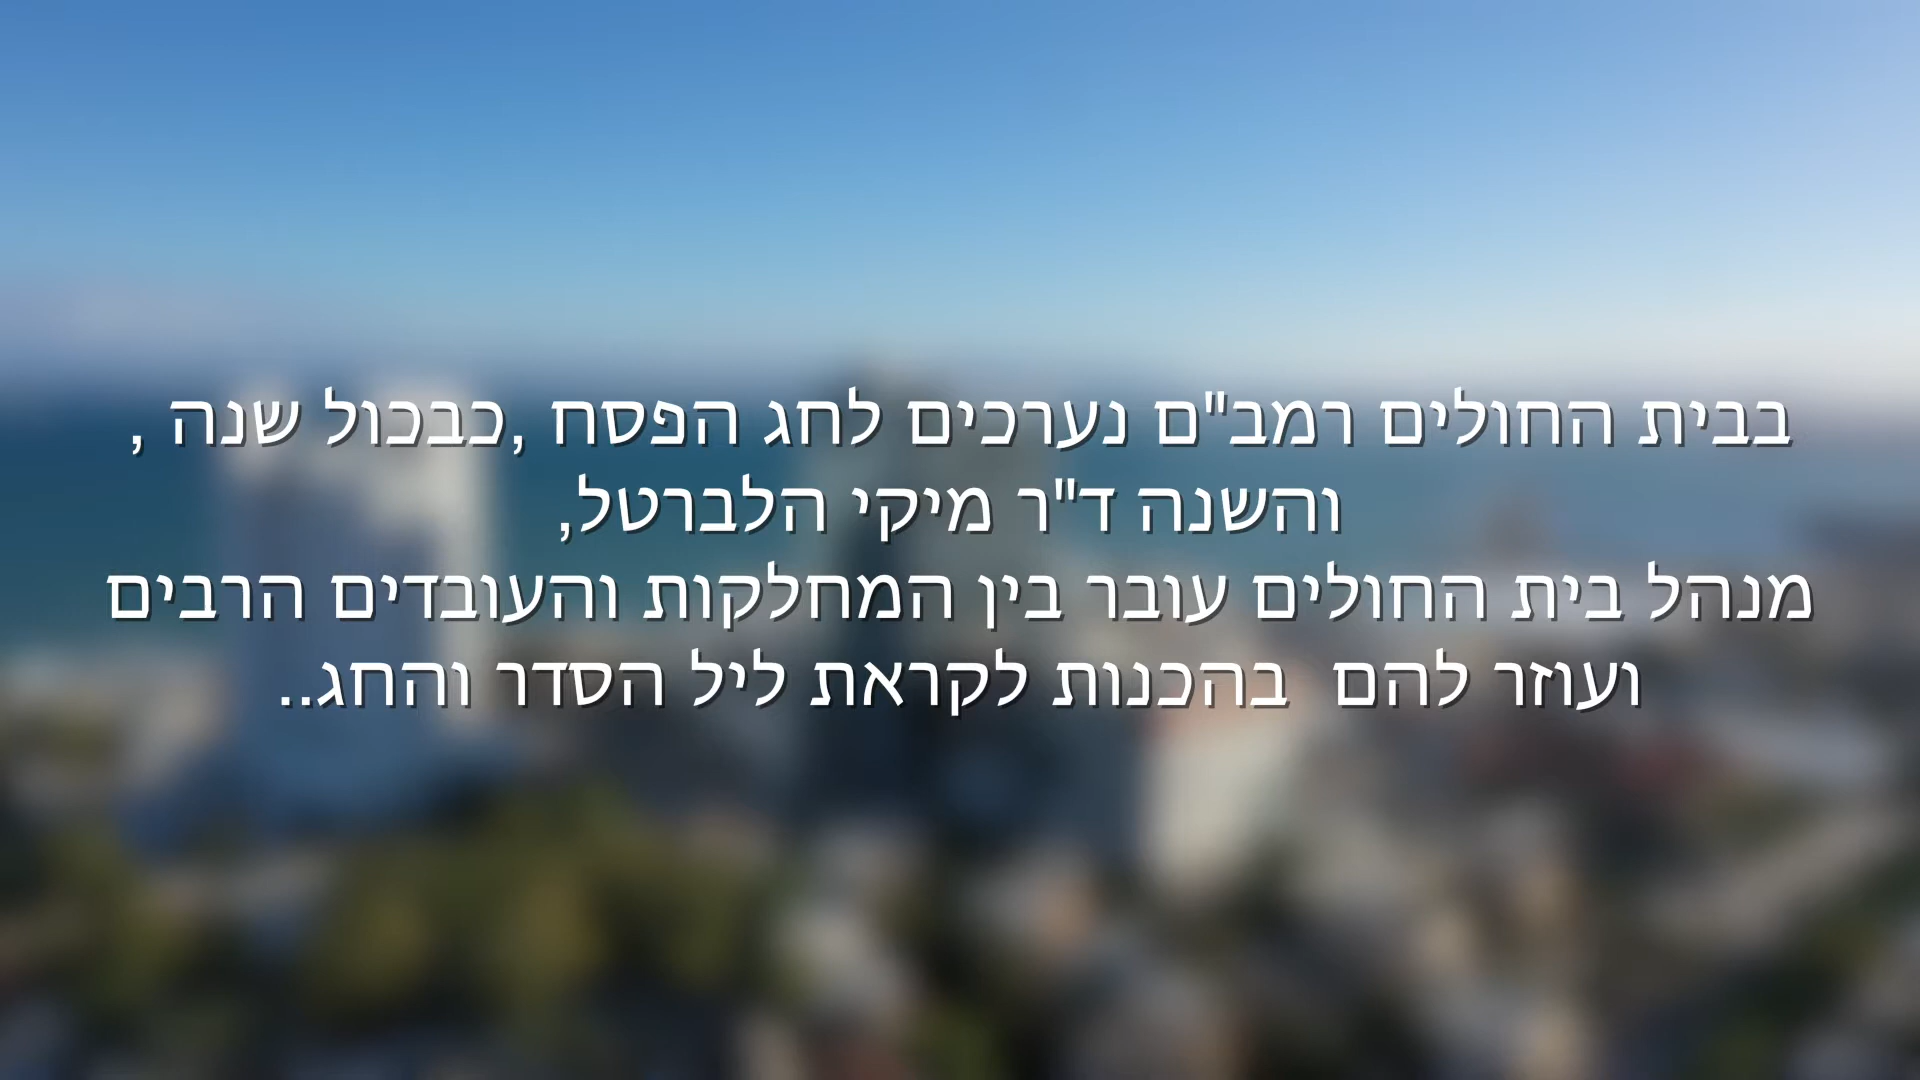 בבית החולים רמב"ם נערכים לחג הפסח ,כבכול שנה ,
והשנה ד"ר מיקי הלברטל,
מנהל בית החולים עובר בין המחלקות והעובדים הרבים
ועוזר להם  בהכנות לקראת ליל הסדר והחג..